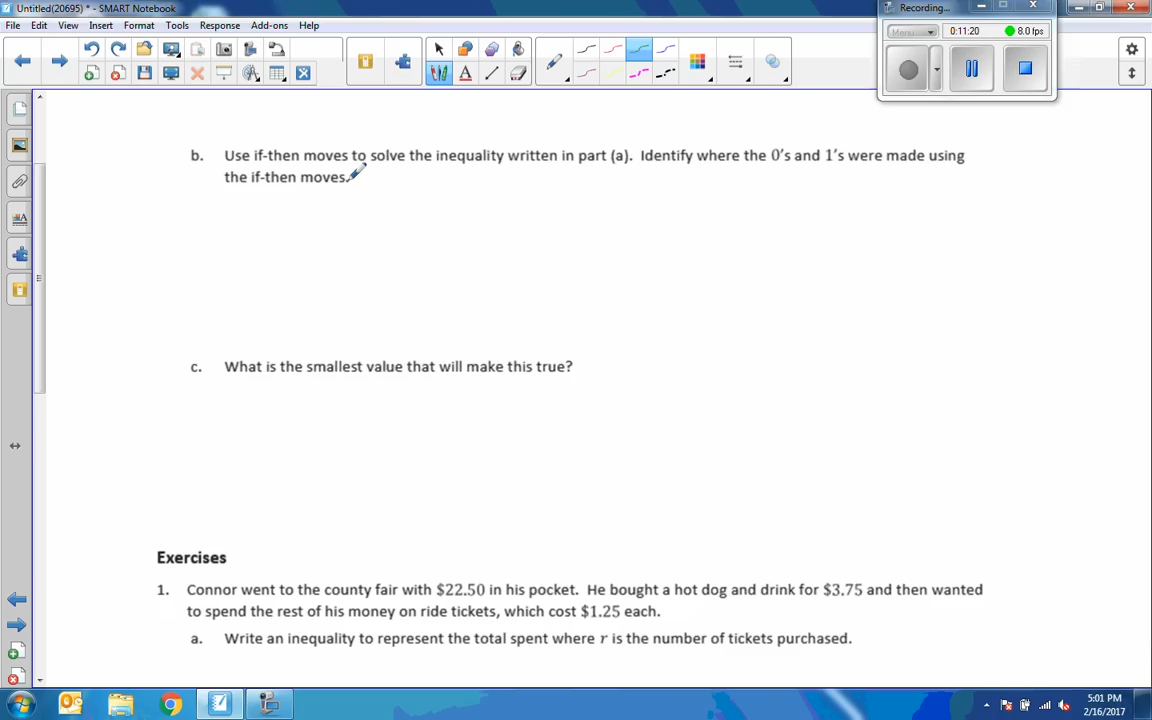 Untitled(20695) * - SMART Notebook
Recording...
File Edit View Insert Format Tools Response Add-ons Help
Menu 0:11:20 8.0 fps
b. Use if-then moves to solve the inequality written in part (a). Identify where the 0's and 1's were made using
the if-then moves.
c. What is the smallest value that will make this true?
Exercises
1. Connor went to the county fair with $22.50 in his pocket. He bought a hot dog and drink for $3.75 and then wanted
to spend the rest of his money on ride tickets, which cost $1.25 each.
a. Write an inequality to represent the total spent where r is the number of tickets purchased.
5:01 PM
2/16/2017